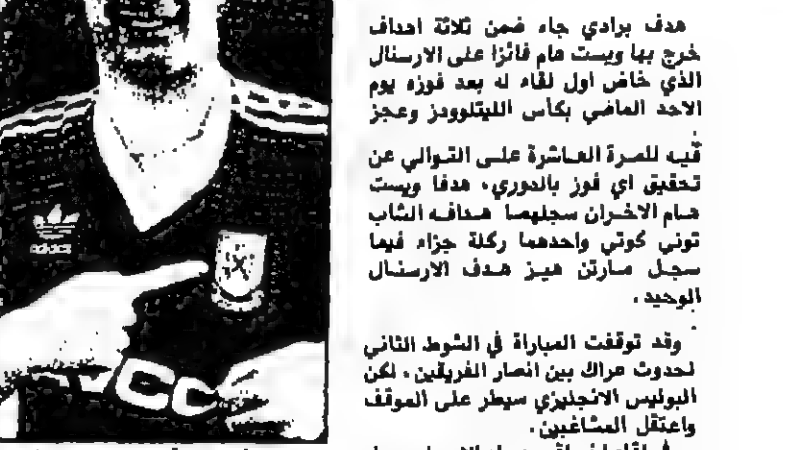 هدف برادي جاء ضمن ثلاثة اهداف
خرج بها ويست هام فائزا على الارسنال
الذي خاض اول لقاء له بعد فوزه يوم
الاحد الماضي بكأس الليتلوودز وعجز
فيه للمرة العاشرة على التوالي عن
تحقيق اي فوز بالدوري، هدفا ويست
هام الاخران سجلهما هدافه الشاب
توني كوتي واحدهما ركلة جزاء فيما
سجل مارتن هيز هدف الارسنال
الوحيد.
وقد توقفت المباراة في الشوط الثاني
لحدوث عراك بين انصار الفريقين، لكن
البوليس الانجليزي سيطر على الموقف
واعتقل المشاغبين.
adidas